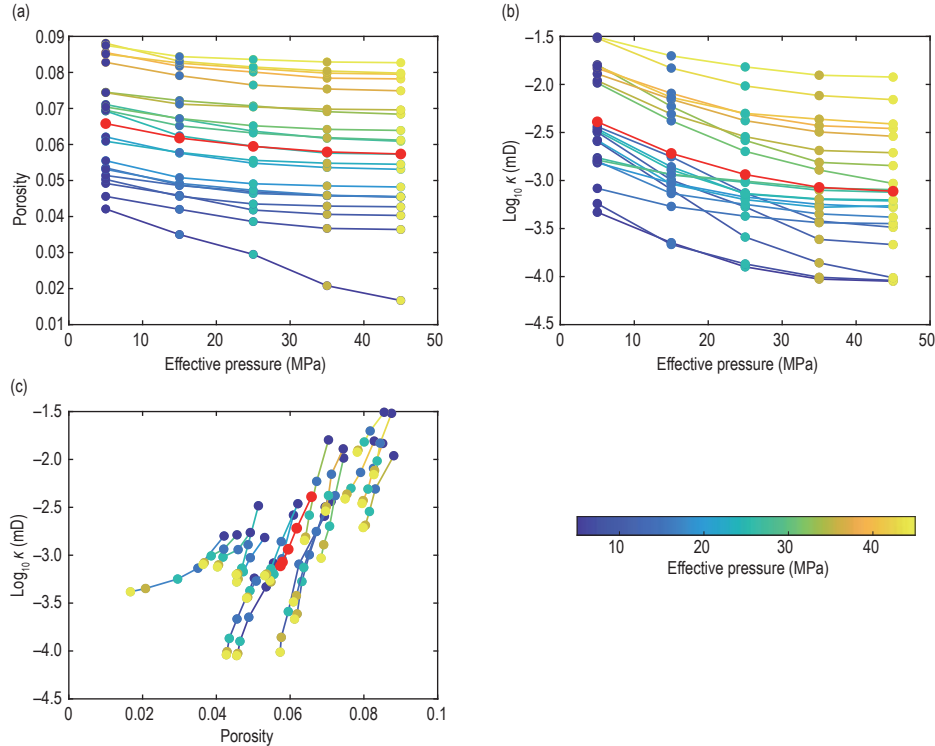 (a)
0.09
0.08
0.07
0.06
0.05
0.04
0.03
0.02
0.01
Porosity
0 10 20 30 40 50
Effective pressure (MPa)
(b)
–1.5
–2.0
–2.5
–3.0
–3.5
–4.0
–4.5
Log10 κ (mD)
0 10 20 30 40 50
Effective pressure (MPa)
(c)
–1.5
–2.0
–2.5
–3.0
–3.5
–4.0
–4.5
Log10 κ (mD)
0 0.02 0.04 0.06 0.08 0.1
Porosity
10 20 30 40
Effective pressure (MPa)